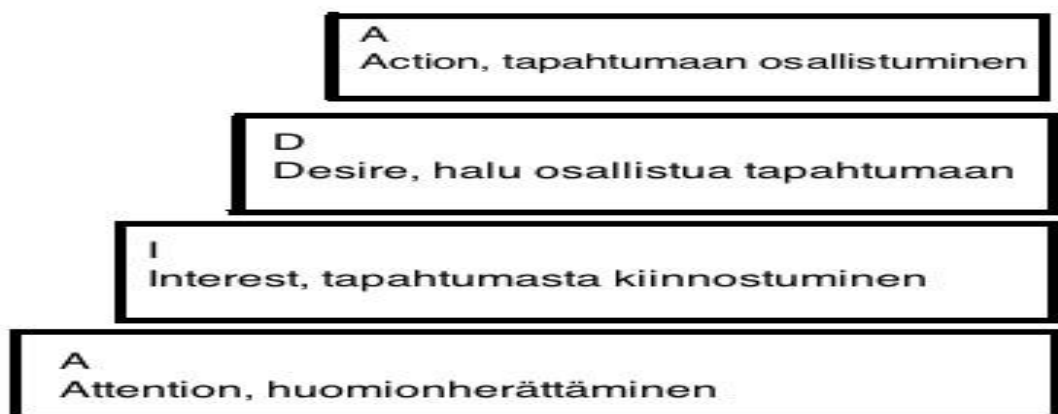 A
Action, tapahtumaan osallistuminen
D
Desire, halu osallistua tapahtumaan
I
Interest, tapahtumasta kiinnostuminen
A
Attention, huomionherättäminen